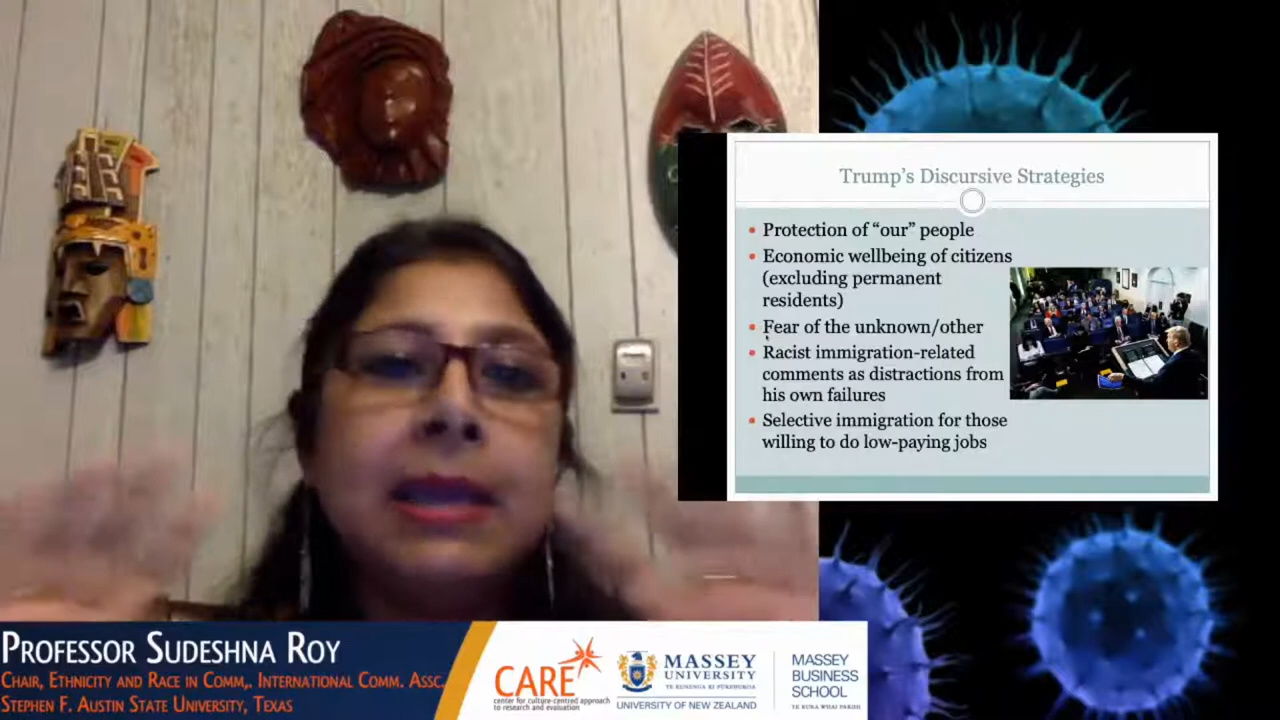 Trump's Discursive Strategies
• Protection of “our” people
• Economic wellbeing of citizens
(excluding permanent
residents)
• Fear of the unknown/other
• Racist immigration-related
comments as distractions from
his own failures
• Selective immigration for those
willing to do low-paying jobs
PROFESSOR SUDESHNA ROY
CHAIR, ETHNICITY AND RACE IN COMM,. INTERNATIONAL COMM. ASSC.
STEPHEN F. AUSTIN STATE UNIVERSITY, TEXAS
CARE
center for culture-centred approach
to research and evaluation
MASSEY
UNIVERSITY
TE KUNENGA KI PŪREHUROA
UNIVERSITY OF NEW ZEALAND
MASSEY
BUSINESS
SCHOOL